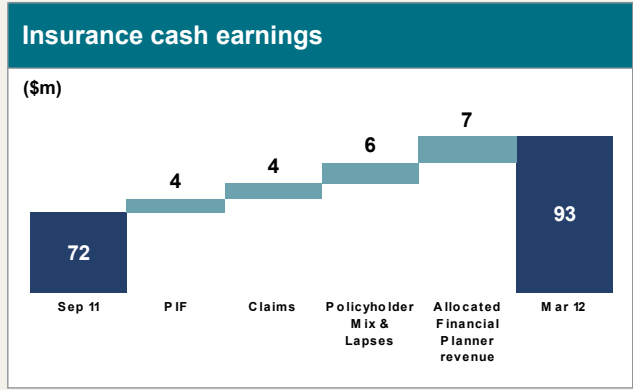 Insurance cash earnings
($m)
72
4
4
6
7
93
Sep 11
PIF
Claims
Policyholder
Mix &
Lapses
Allocated
Financial
Planner
revenue
Mar 12